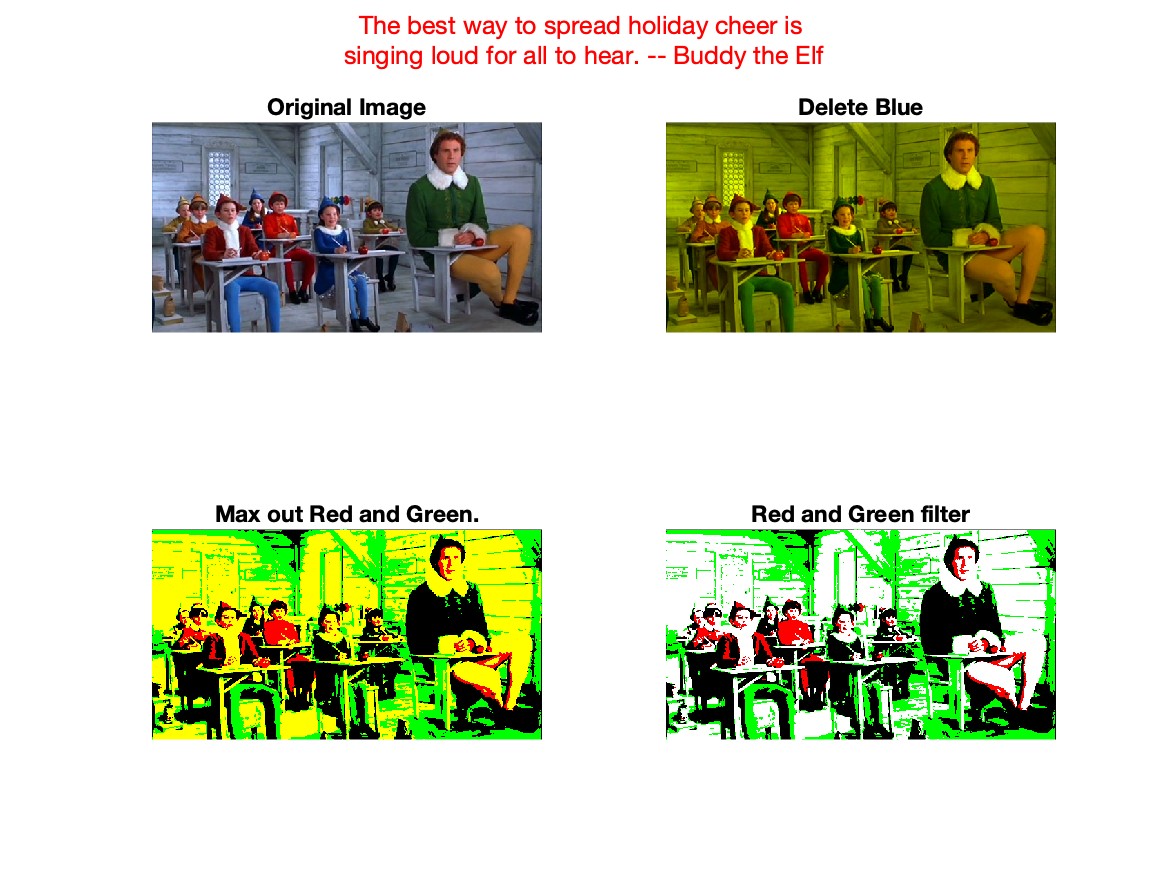 The best way to spread holiday cheer is
singing loud for all to hear. -- Buddy the Elf
Original Image
Delete Blue
Max out Red and Green.
Red and Green filter